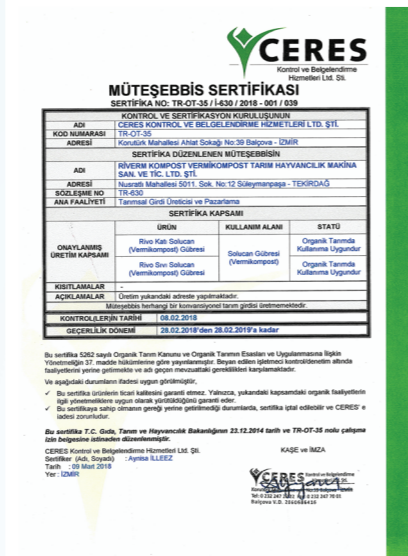 CERES
Kontrol ve Belgelendirme
Hizmetleri Ltd. Şti.
MÜTEŞEBBİS SERTİFİKASI
SERTİFİKA NO: TR-OT-35 / İ-630 / 2018 - 001 / 039
KONTROL VE SERTİFİKASYON KURULUŞUNUN
ADI CERES KONTROL VE BELGELENDİRME HİZMETLERİ LTD. ŞTİ.
KOD NUMARASI TR-OT-35
ADRESİ Korutürk Mahallesi Ahlat Sokağı No:39 Balçova - İZMİR
SERTİFİKA DÜZENLENEN MÜTEŞEBBİSİN
ADI RİVERM KOMPOST VERMİKOMPOST TARIM HAYVANCILIK MAKİNA SAN. VE TİC. LTD. ŞTİ.
ADRESİ Nusratlı Mahallesi 5011. Sok. No:12 Süleymanpaşa - TEKİRDAĞ
SÖZLEŞME NO TR-630
ANA FAALİYETİ Tarımsal Girdi Üreticisi ve Pazarlama
SERTİFİKA KAPSAMI
ONAYLANMIŞ ÜRETİM KAPSAMI
ÜRÜN KULLANIM ALANI STATÜ
Rivo Katı Solucan (Vermikompost) Gübresi
Solucan Gübresi (Vermikompost)
Organik Tarımda Kullanıma Uygundur
Rivo Sıvı Solucan (Vermikompost) Gübresi
Organik Tarımda Kullanıma Uygundur
KISITLAMALAR -
AÇIKLAMALAR Üretim yukarıdaki adreste yapılmaktadır.
Müteşebbis herhangi bir konvansiyonel tarım girdisi üretmemektedir.
KONTROL(LER)İN TARİHİ 08.02.2018
GEÇERLİLİK DÖNEMİ 28.02.2018'den 28.02.2019'a kadar
Bu sertifika 5262 sayılı Organik Tarım Kanunu ve Organik Tarımın Esasları ve Uygulanmasına İlişkin
Yönetmeliğin 37. madde hükümlerine göre yayımlanmıştır. Beyan edilen işletmeci kontrol/denetim altında
faaliyetlerini yerine getirmekte ve adı geçen mevzuattaki gereklilikleri karşılamaktadır.
Ve aşağıdaki durumların ifadesi uygun görülmüştür,
✓ Bu sertifika ürünlerin ticari kalitesini garanti etmez. Yalnızca, yukarıdaki kapsamdaki organik faaliyetlerin
ilgili yönetmeliklere uygun olarak yürütüldüğünü garanti eder.
✓ Bu sertifikaya sahip olmanın gereği yerine getirilmediği durumlarda, sertifika iptal edilebilir ve CERES' e
iadesi zorunludur.
Bu sertifika T.C. Gıda, Tarım ve Hayvancılık Bakanlığının 23.12.2014 tarih ve TR-OT-35 nolu çalışma
izin belgesine istinaden düzenlenmiştir.
CERES Kontrol ve Belgelendirme Hizmetleri Ltd. Şti. KAŞE ve İMZA
Sertifiker (Adı, Soyadı) : Aynisa İLLEEZ
Tarih : 09 Mart 2018
Yer : İZMİR
CERES Kontrol ve Belgelendirme